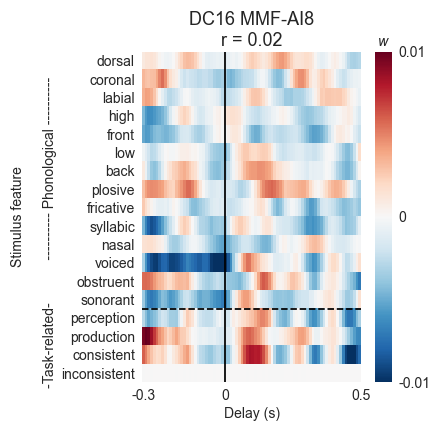 DC16 MMF-AI8
r = 0.02
w
dorsal
coronal
labial
high
front
low
back
plosive
fricative
syllabic
nasal
voiced
obstruent
sonorant
perception
production
consistent
inconsistent
Stimulus feature
---------- Phonological ----------
-Task-related-
0.01
0
-0.01
-0.3
0
0.5
Delay (s)